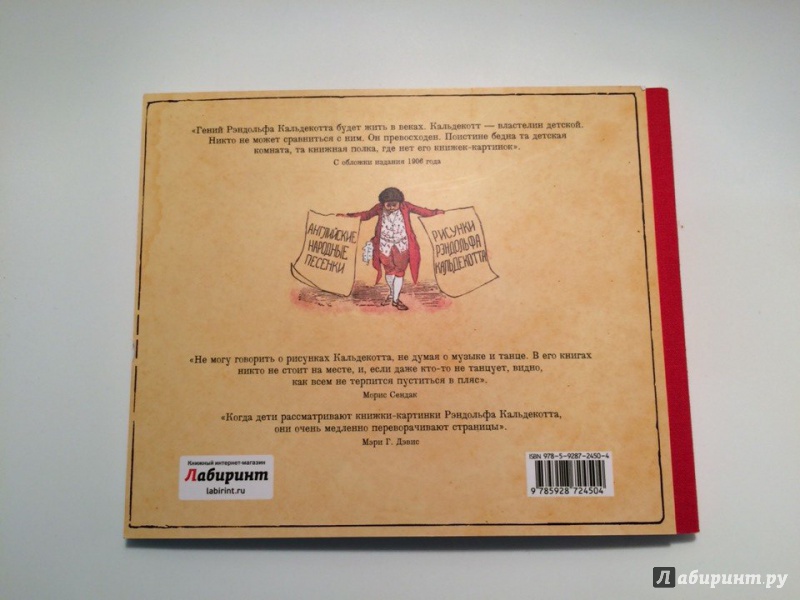 «Гений Рэндольфа Кальдекотта будет жить в веках. Кальдекотт — властелин детской.
Никто не может сравниться с ним. Он превосходен. Поистине бедна та детская
комната, та книжная полка, где нет его книжек-картинок».
С обложки издания 1906 года
АНГЛИЙСКИЕ
НАРОДНЫЕ
ПЕСЕНКИ
РИСУНКИ
РЭНДОЛЬФА
КАЛЬДЕКОТТА
«Не могу говорить о рисунках Кальдекотта, не думая о музыке и танце. В его книгах
никто не стоит на месте, и, если даже кто-то не танцует, видно,
как всем не терпится пуститься в пляс».
Морис Сендак
«Когда дети рассматривают книжки-картинки Рэндольфа Кальдекотта,
они очень медленно переворачивают страницы».
Мэри Г. Дэвис
Книжный интернет-магазин
Лабиринт
labirint.ru
ISBN 978-5-9287-2450-4
9 785928 724504
Лабиринт.ру